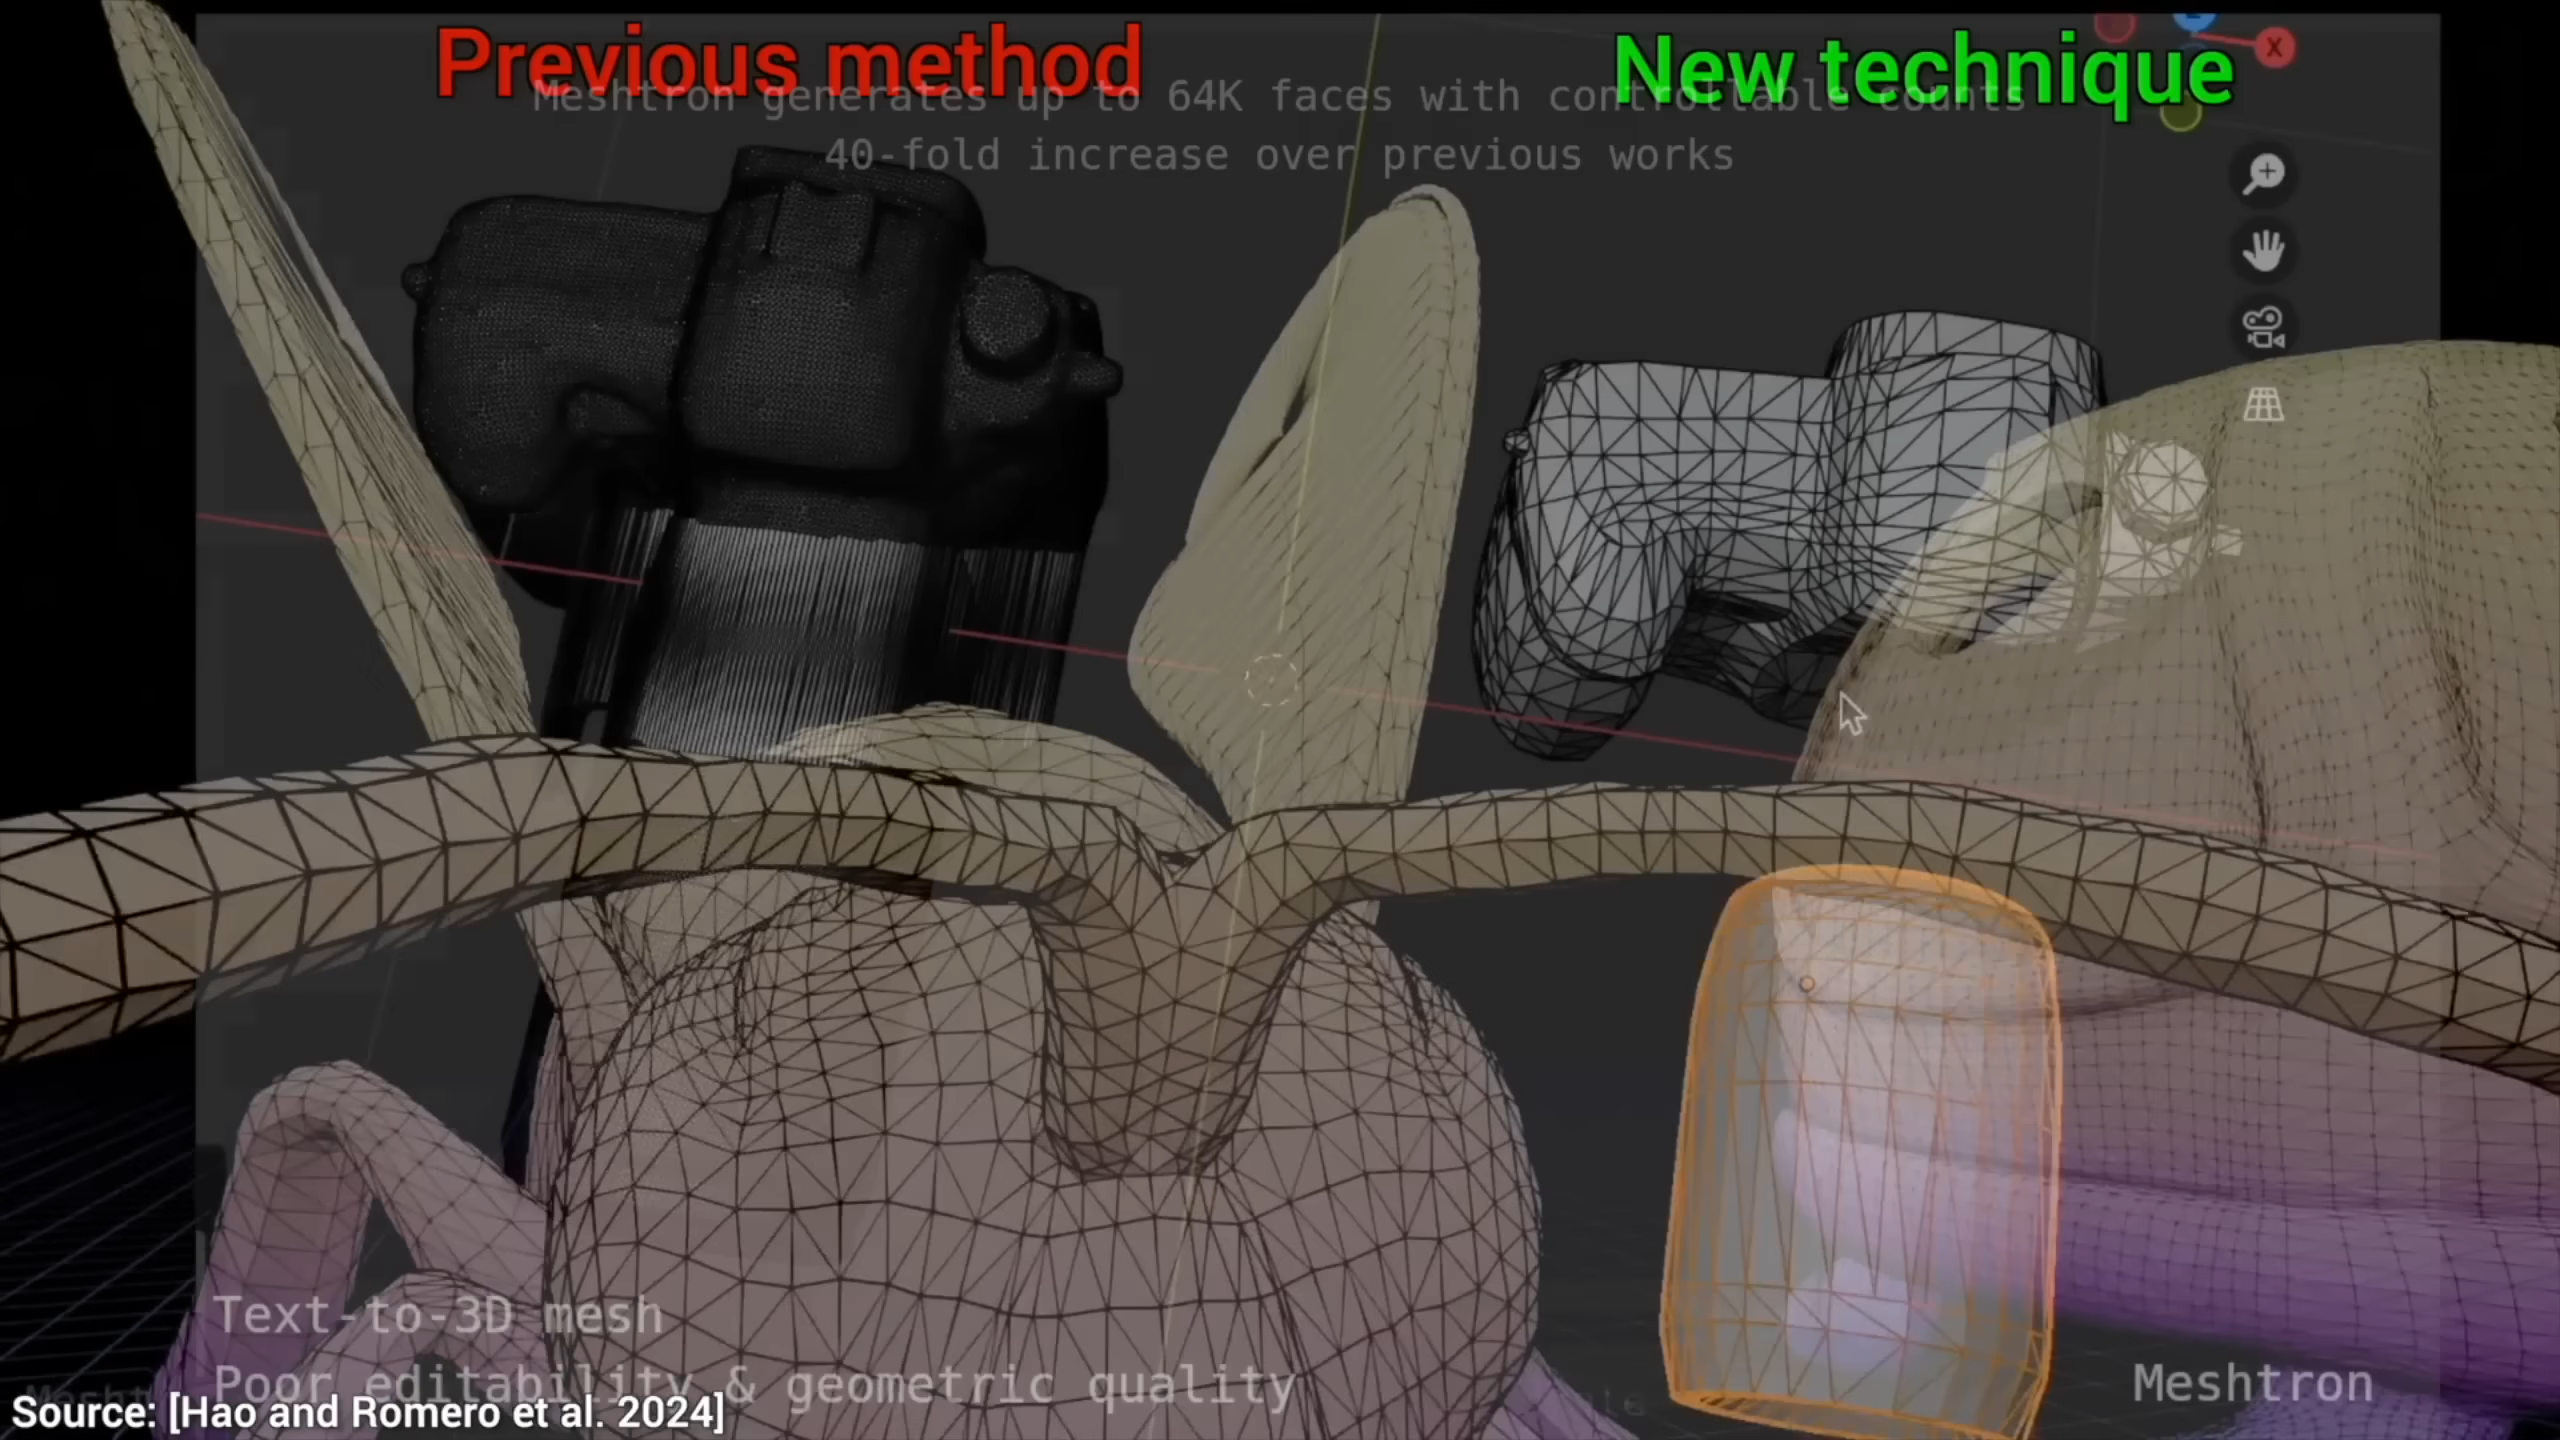 Previous method
New technique
X
Meshtron generates up to 64K faces with controllable counts
40-fold increase over previous works
Text-to-3D mesh
Poor editability & geometric quality
Meshtron
Source: [Hao and Romero et al. 2024]